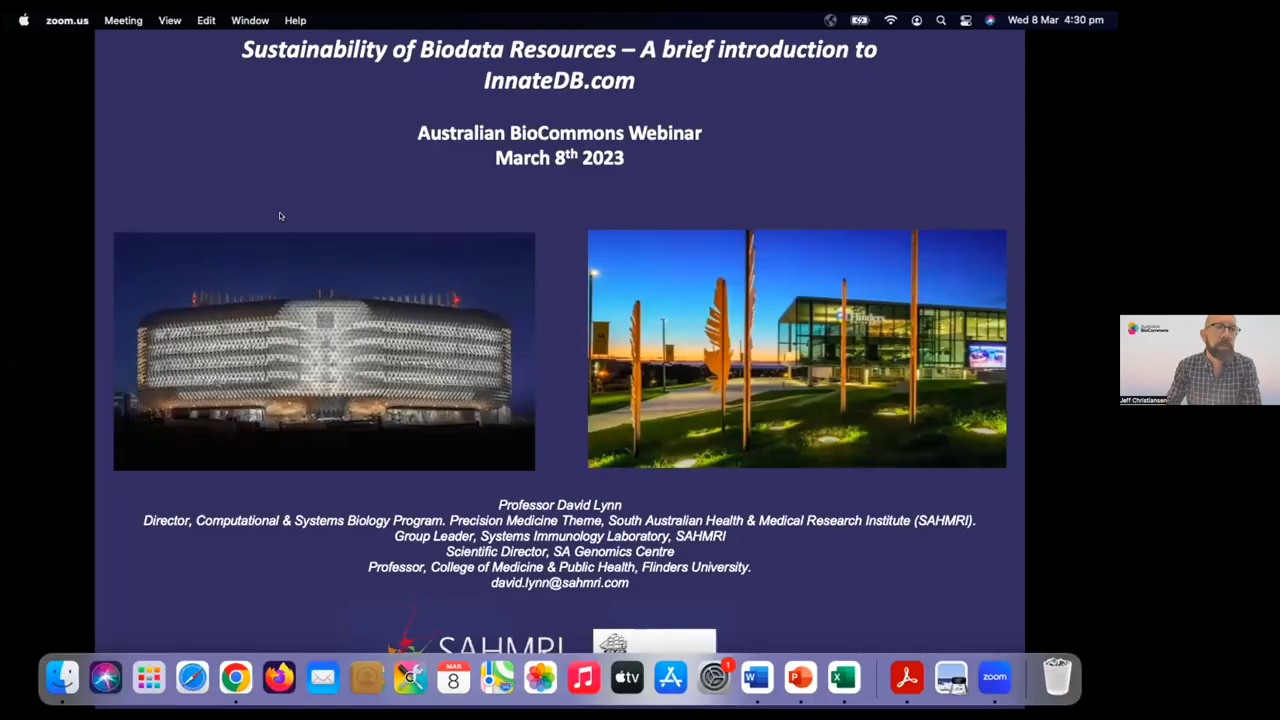 zoom.us Meeting View Edit Window Help Wed 8 Mar 4:30 pm
Sustainability of Biodata Resources – A brief introduction to
InnateDB.com
Australian BioCommons Webinar
March 8th 2023
Flinders
Australian
BioCommons
Jeff Christiansen
Professor David Lynn
Director, Computational & Systems Biology Program. Precision Medicine Theme, South Australian Health & Medical Research Institute (SAHMRI).
Group Leader, Systems Immunology Laboratory, SAHMRI
Scientific Director, SA Genomics Centre
Professor, College of Medicine & Public Health, Flinders University.
david.lynn@sahmri.com
SAHMRI
MAR
8
tv
1
W
P
X
zoom